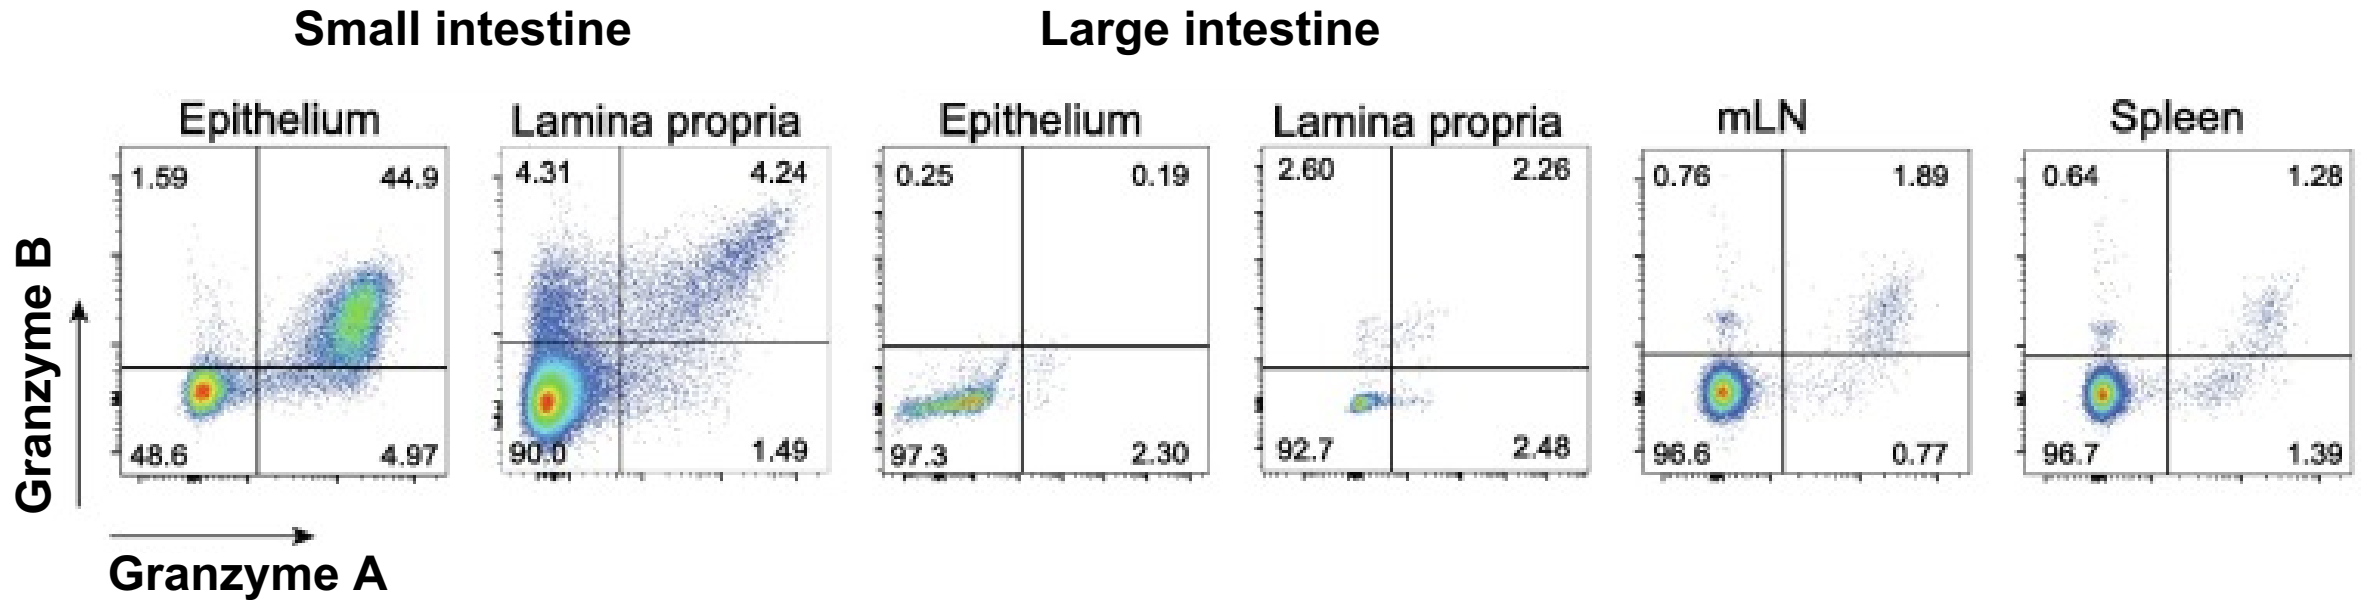 Small intestine
Large intestine
Epithelium
Lamina propria
Epithelium
Lamina propria
mLN
Spleen
1.59
44.9
4.31
4.24
0.25
0.19
2.60
2.26
0.76
1.89
0.64
1.28
Granzyme B
48.6
4.97
90.0
1.49
97.3
2.30
92.7
2.48
96.6
0.77
96.7
1.39
Granzyme A